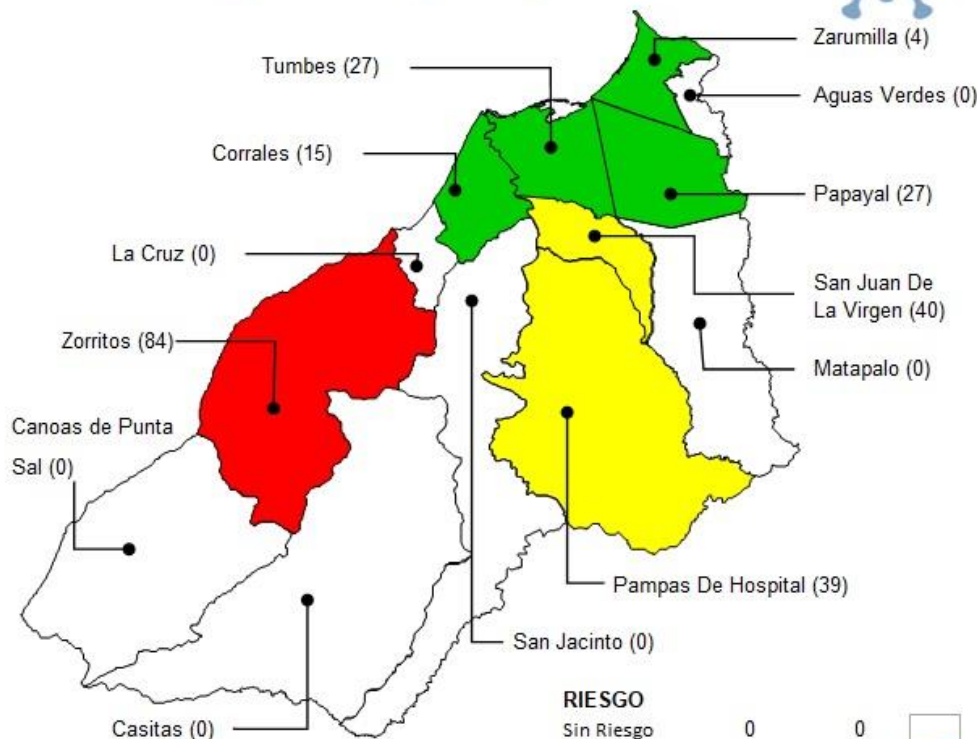 Zarumilla (4)
Tumbes (27)
Aguas Verdes (0)
Corrales (15)
Papayal (27)
La Cruz (0)
San Juan De
La Virgen (40)
Zorritos (84)
Matapalo (0)
Canoas de Punta
Sal (0)
Pampas De Hospital (39)
San Jacinto (0)
Casitas (0)
RIESGO
Sin Riesgo 0 0